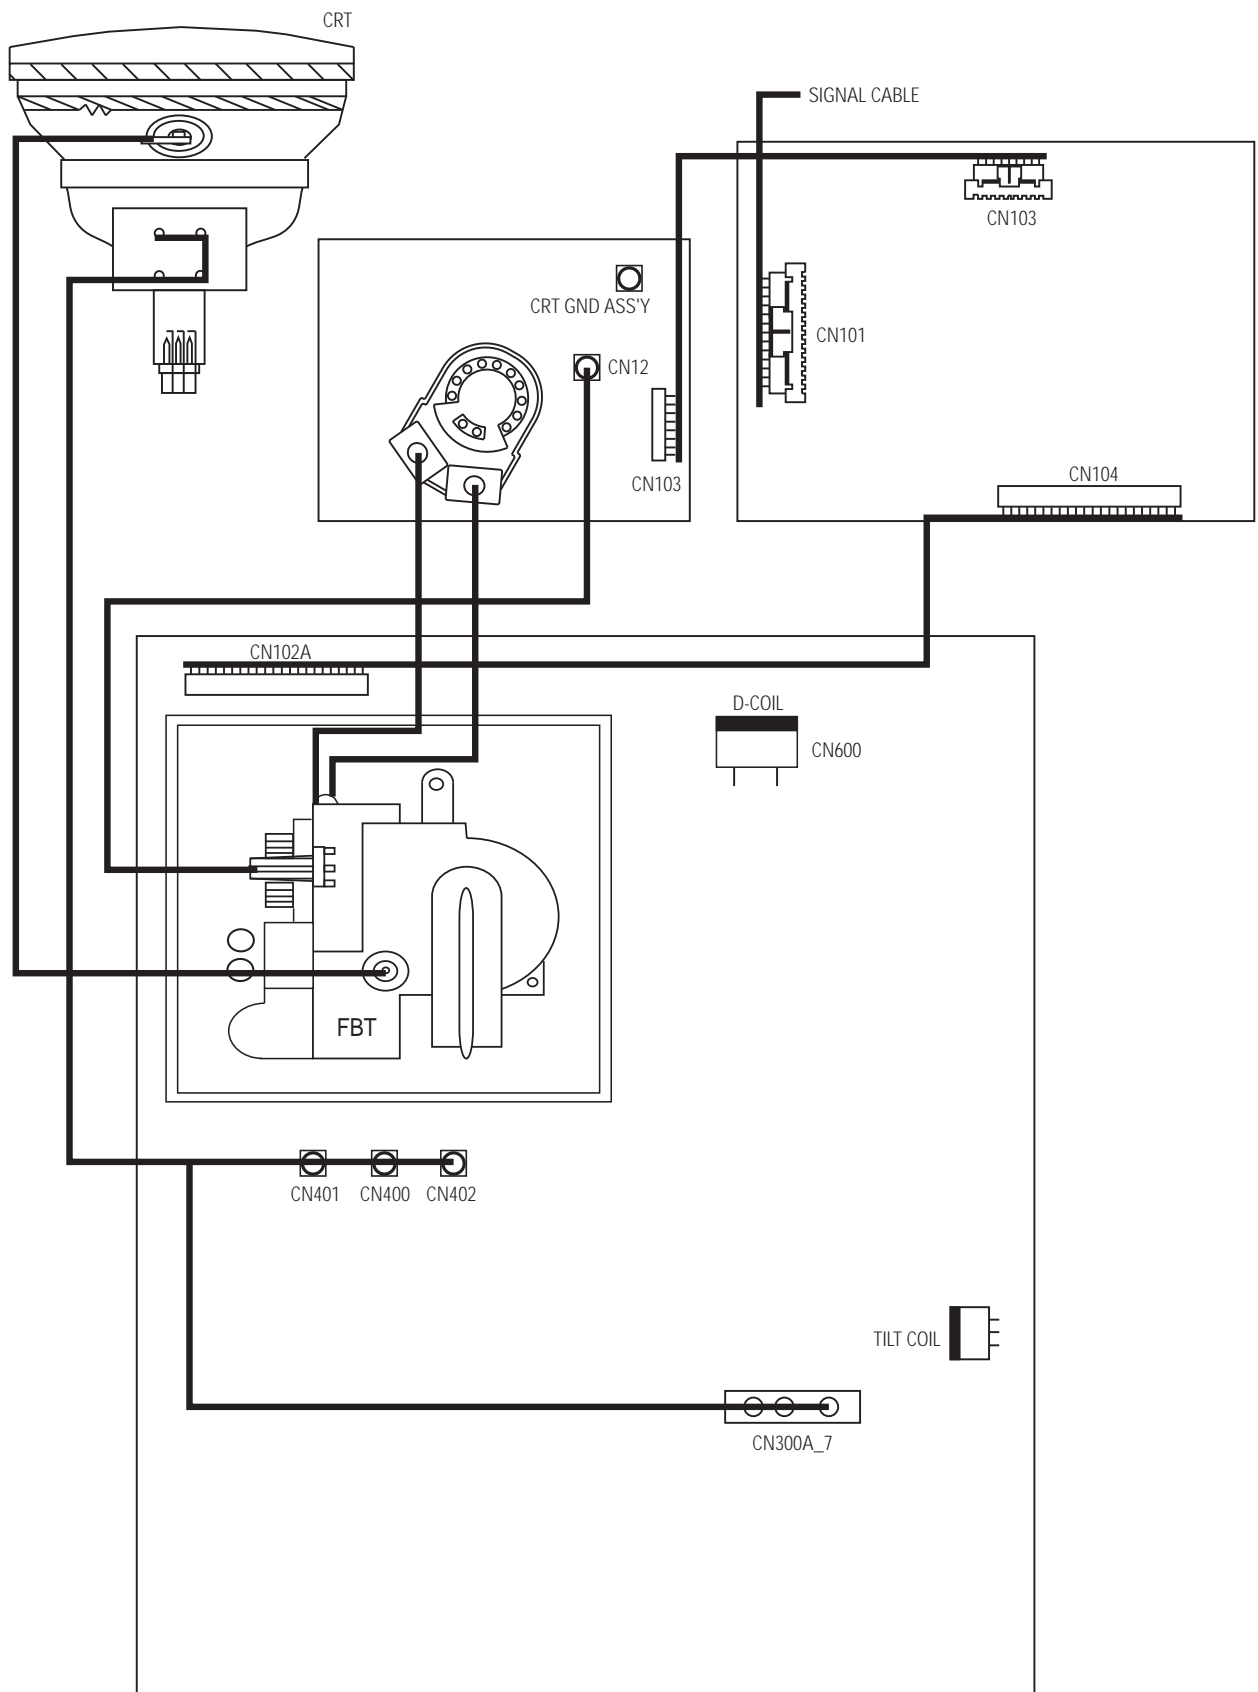 CRT
SIGNAL CABLE
CN103
CRT GND ASS'Y
CN101
CN12
CN104
CN103
CN102A
D-COIL
CN600
FBT
CN401
CN400
CN402
TILT COIL
CN300A_7